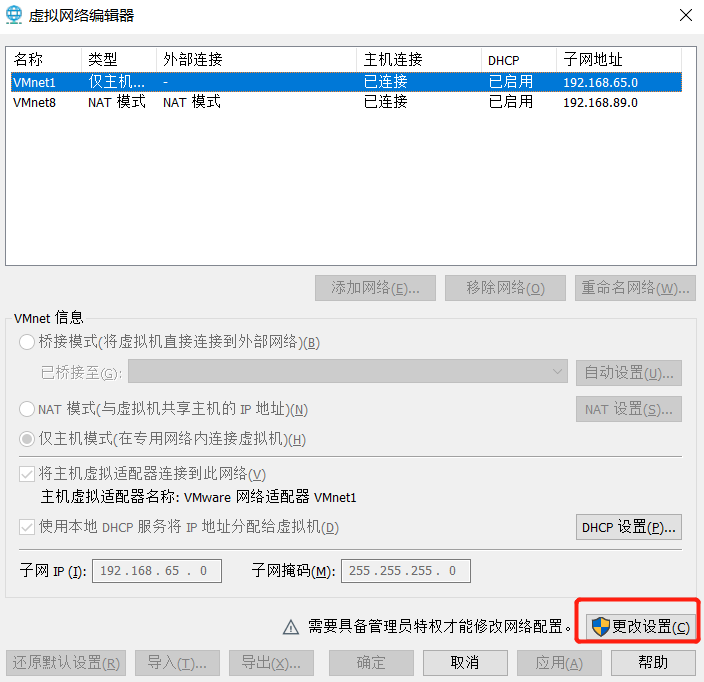 虚拟网络编辑器
名称 类型 外部连接 主机连接 DHCP 子网地址
VMnet1 仅主机... - 已连接 已启用 192.168.65.0
VMnet8 NAT 模式 NAT 模式 已连接 已启用 192.168.89.0
添加网络(E)... 移除网络(O) 重命名网络(W)...
VMnet 信息
桥接模式(将虚拟机直接连接到外部网络)(B)
已桥接至(G): 自动设置(U)...
NAT 模式(与虚拟机共享主机的 IP 地址)(N) NAT 设置(S)...
仅主机模式(在专用网络内连接虚拟机)(H)
将主机虚拟适配器连接到此网络(V)
主机虚拟适配器名称: VMware 网络适配器 VMnet1
使用本地 DHCP 服务将 IP 地址分配给虚拟机(D) DHCP 设置(P)...
子网 IP (I): 192.168.65.0 子网掩码(M): 255.255.255.0
需要具备管理员特权才能修改网络配置。 更改设置(C)
还原默认设置(R) 导入(T)... 导出(X)... 确定 取消 应用(A) 帮助